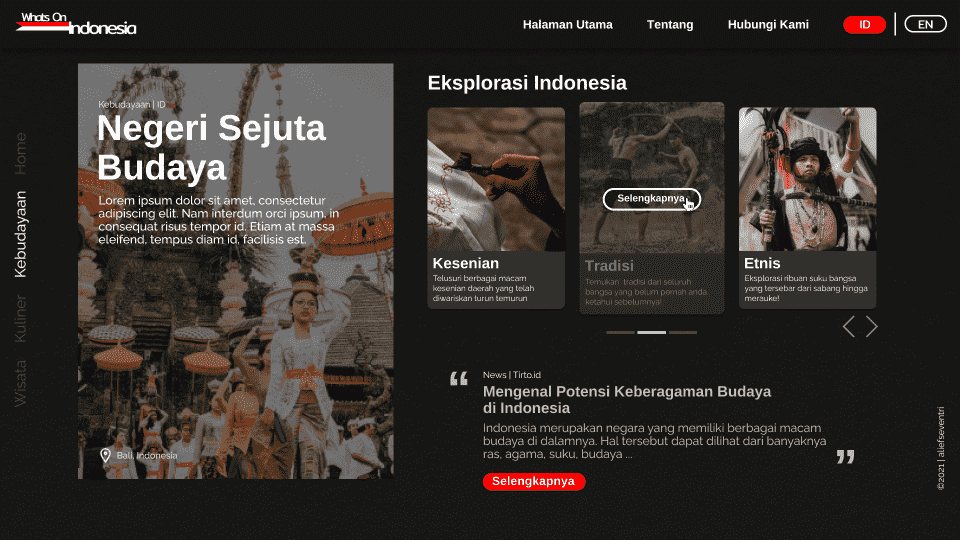 Whats On
Indonesia
Halaman Utama
Tentang
Hubungi Kami
ID
EN
Home
Kebudayaan
Kuliner
Wisata
Kebudayaan | ID
Negeri Sejuta
Budaya
Lorem ipsum dolor sit amet, consectetur
adipiscing elit. Nam interdum orci ipsum, in
consequat risus tempor id. Etiam at massa
eleifend, tempus diam id, facilisis est.
Bali, Indonesia
Eksplorasi Indonesia
Kesenian
Telusuri berbagai macam
kesenian daerah yang telah
diwariskan turun temurun
Selengkapnya
Tradisi
Temukan tradisi dari seluruh
bangsa yang belum pernah anda
ketahui sebelumnya!
Etnis
Eksplorasi ribuan suku bangsa
yang tersebar dari sabang hingga
merauke!
“
News | Tirto.id
Mengenal Potensi Keberagaman Budaya
di Indonesia
Indonesia merupakan negara yang memiliki berbagai macam
budaya di dalamnya. Hal tersebut dapat dilihat dari banyaknya
ras, agama, suku, budaya ...
”
Selengkapnya
©2021 | aliefseventri